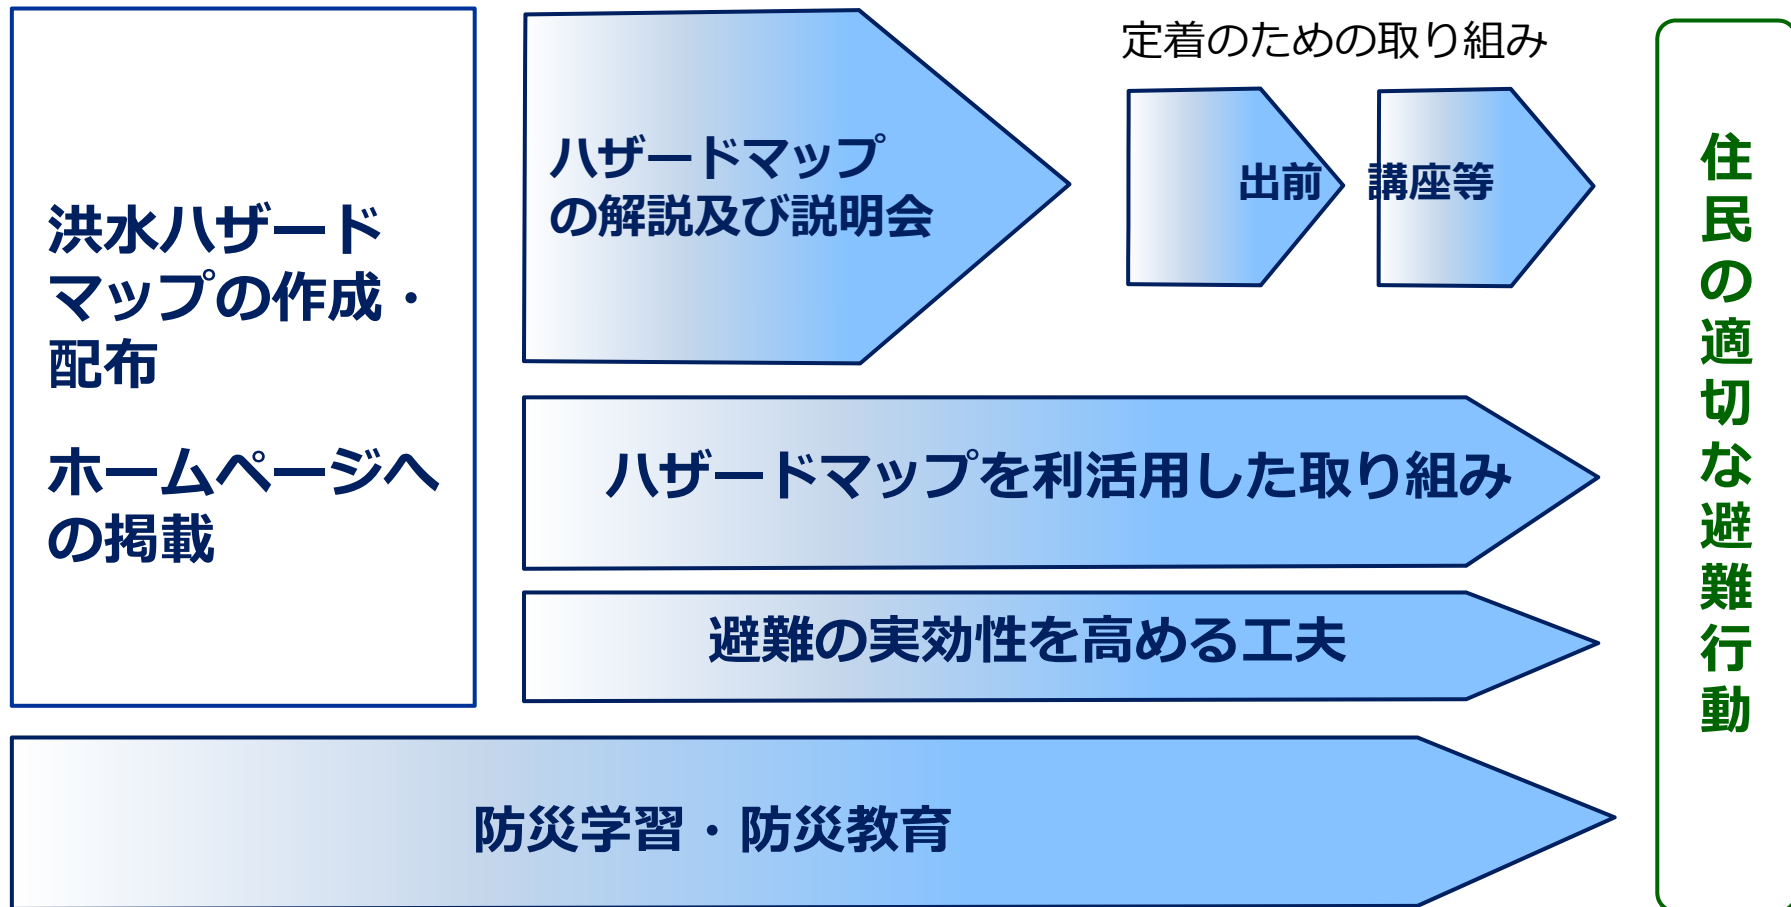 洪水ハザード
マップの作成・
配布
ホームページへ
の掲載
ハザードマップ
の解説及び説明会
定着のための取り組み
出前 講座等
ハザードマップを利活用した取り組み
避難の実効性を高める工夫
防災学習・防災教育
住民の適切な避難行動